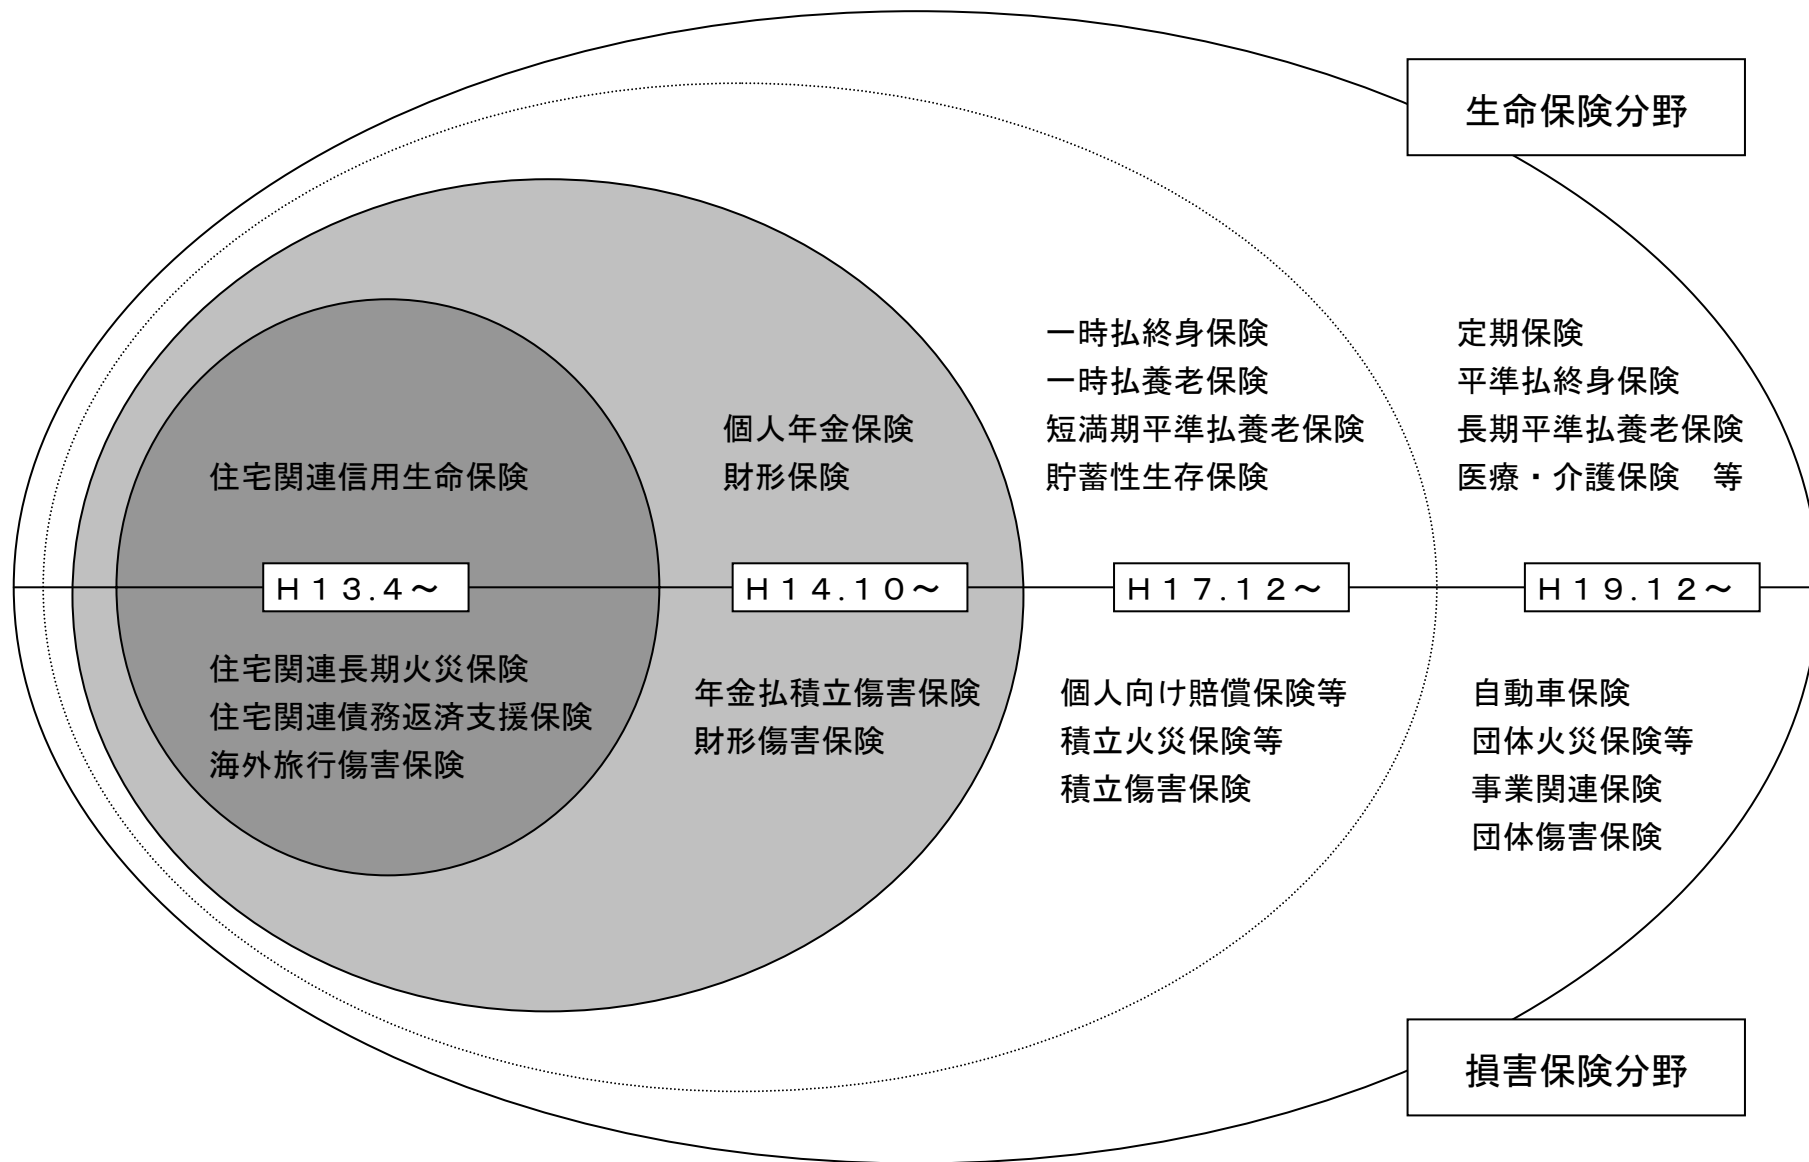 生命保険分野
住宅関連信用生命保険
個人年金保険
財形保険
一時払終身保険
一時払養老保険
短満期平準払養老保険
貯蓄性生存保険
定期保険
平準払終身保険
長期平準払養老保険
医療・介護保険　等
Ｈ１３.４～
Ｈ１４.１０～
Ｈ１７.１２～
Ｈ１９.１２～
住宅関連長期火災保険
住宅関連債務返済支援保険
海外旅行傷害保険
年金払積立傷害保険
財形傷害保険
個人向け賠償保険等
積立火災保険等
積立傷害保険
自動車保険
団体火災保険等
事業関連保険
団体傷害保険
損害保険分野